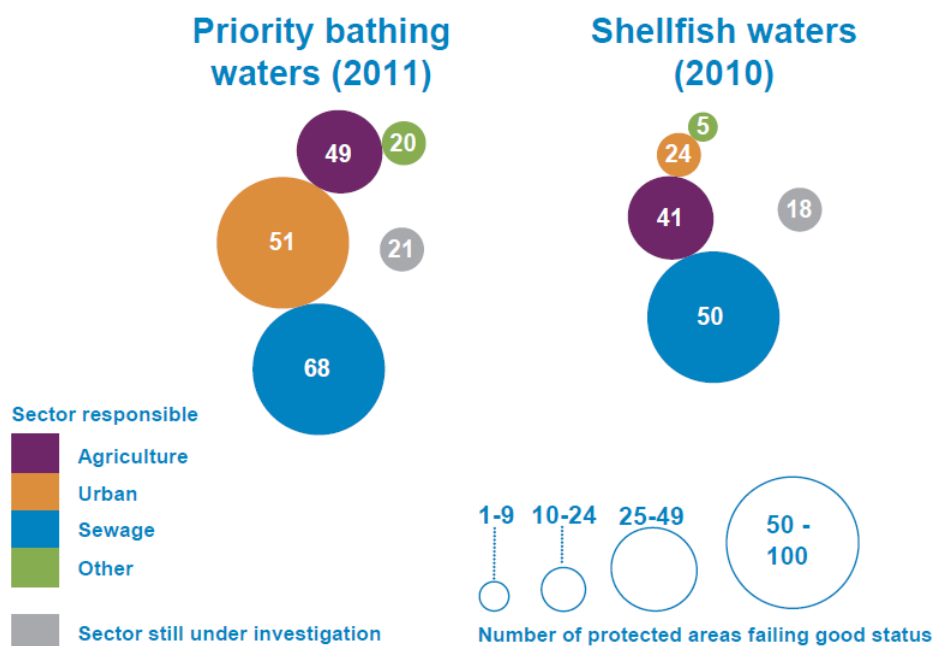 Priority bathing
waters (2011)
49
20
51
21
68
Shellfish waters
(2010)
5
24
41
18
50
Sector responsible
Agriculture
Urban
Sewage
Other
Sector still under investigation
1-9
10-24
25-49
50 -
100
Number of protected areas failing good status